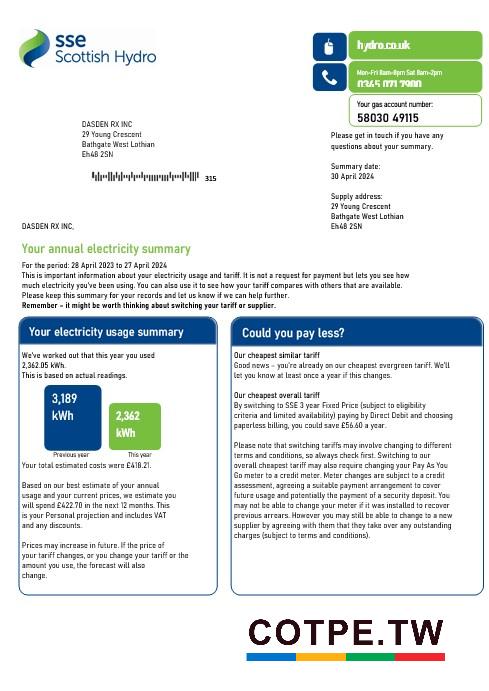 sse
Scottish Hydro
hydro.co.uk
Mon-Fri 8am-8pm Sat 8am-2pm
0345 071 7900
Your gas account number:
58030 49115
DASDEN RX INC
29 Young Crescent
Bathgate West Lothian
Eh48 2SN
315
Please get in touch if you have any
questions about your summary.
Summary date:
30 April 2024
Supply address:
29 Young Crescent
Bathgate West Lothian
Eh48 2SN
DASDEN RX INC,
Your annual electricity summary
For the period: 28 April 2023 to 27 April 2024
This is important information about your electricity usage and tariff. It is not a request for payment but lets you see how
much electricity you've been using. You can also use it to see how your tariff compares with others that are available.
Please keep this summary for your records and let us know if we can help further.
Remember – it might be worth thinking about switching your tariff or supplier.
Your electricity usage summary
We've worked out that this year you used
2,362.05 kWh.
This is based on actual readings.
3,189
kWh
2,362
kWh
Previous year
This year
Your total estimated costs were £418.21.
Based on our best estimate of your annual
usage and your current prices, we estimate you
will spend £422.70 in the next 12 months. This
is your Personal projection and includes VAT
and any discounts.
Prices may increase in future. If the price of
your tariff changes, or you change your tariff or the
amount you use, the forecast will also
change.
Could you pay less?
Our cheapest similar tariff
Good news – you're already on our cheapest evergreen tariff. We'll
let you know at least once a year if this changes.
Our cheapest overall tariff
By switching to SSE 3 year Fixed Price (subject to eligibility
criteria and limited availability) paying by Direct Debit and choosing
paperless billing, you could save £56.60 a year.
Please note that switching tariffs may involve changing to different
terms and conditions, so always check first. Switching to our
overall cheapest tariff may also require changing your Pay As You
Go meter to a credit meter. Meter changes are subject to a credit
assessment, agreeing a suitable payment arrangement to cover
future usage and potentially the payment of a security deposit. You
may not be able to change your meter if it was installed to recover
previous arrears. However you may still be able to change to a new
supplier by agreeing with them that they take over any outstanding
charges (subject to terms and conditions).
COTPE.TW